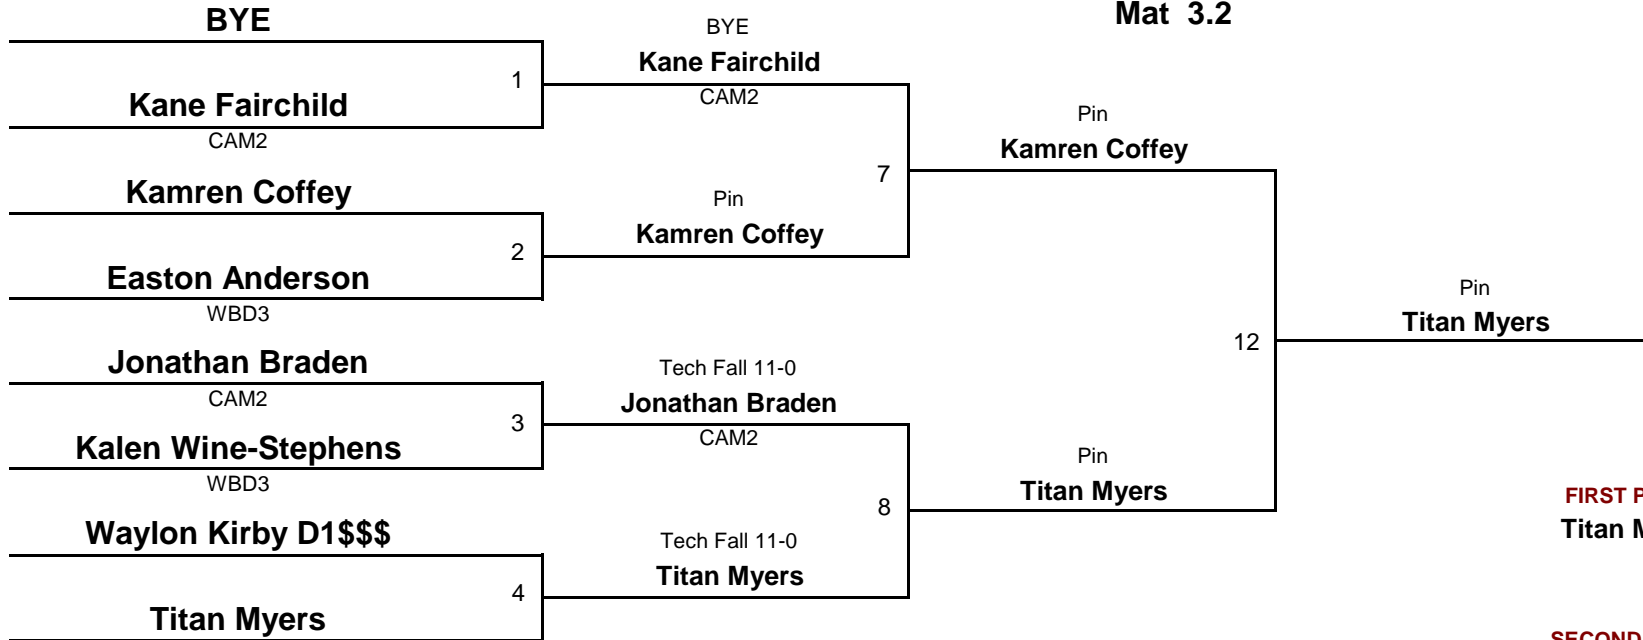 BYE
Kane Fairchild
CAM2
1
Kamren Coffey
Easton Anderson
WBD3
2
Jonathan Braden
CAM2
Kalen Wine-Stephens
WBD3
3
Waylon Kirby D1$$$
Titan Myers
4
BYE
Kane Fairchild
CAM2
Pin
Kamren Coffey
7
Tech Fall 11-0
Jonathan Braden
CAM2
Tech Fall 11-0
Titan Myers
8
Mat 3.2
Pin
Kamren Coffey
Pin
Titan Myers
12
Pin
Titan Myers
FIRST P
Titan M
SECOND